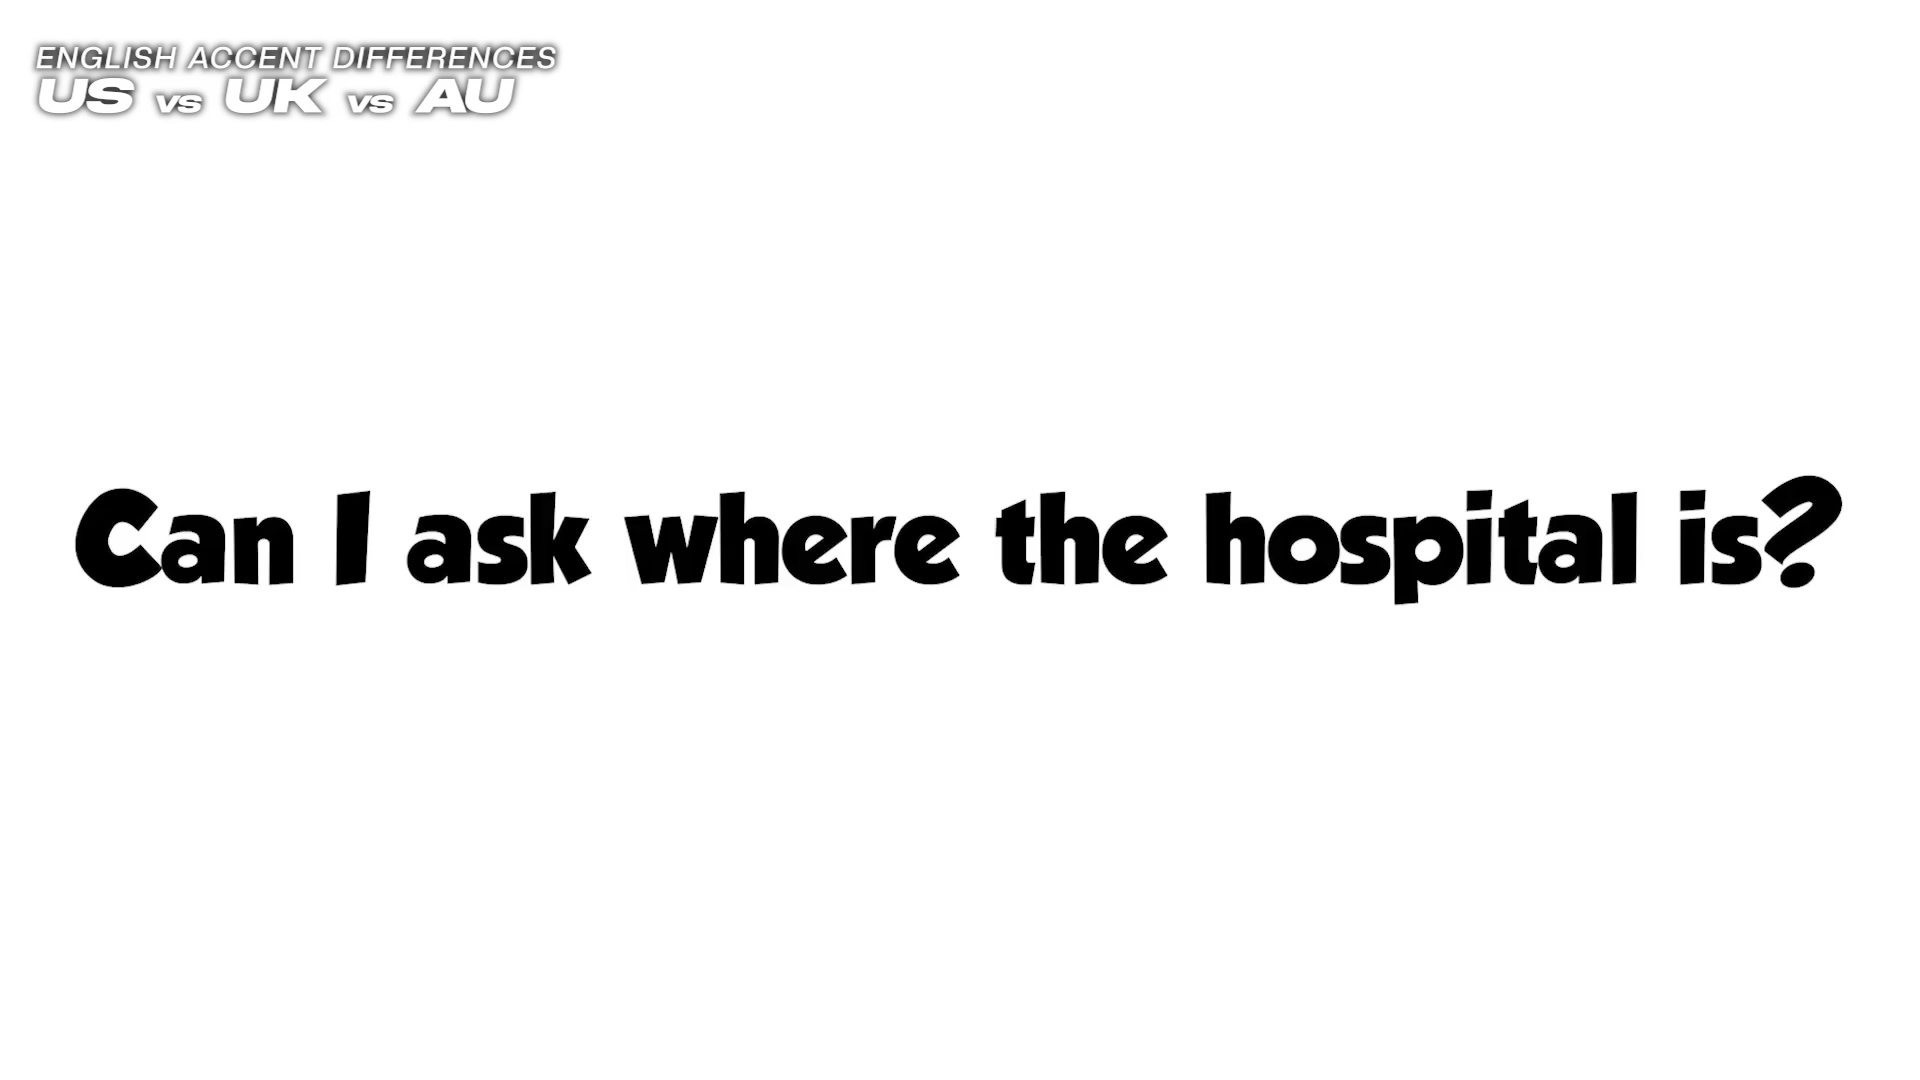 ENGLISH ACCENT DIFFERENCES
US vs UK vs AU
Can I ask where the hospital is?